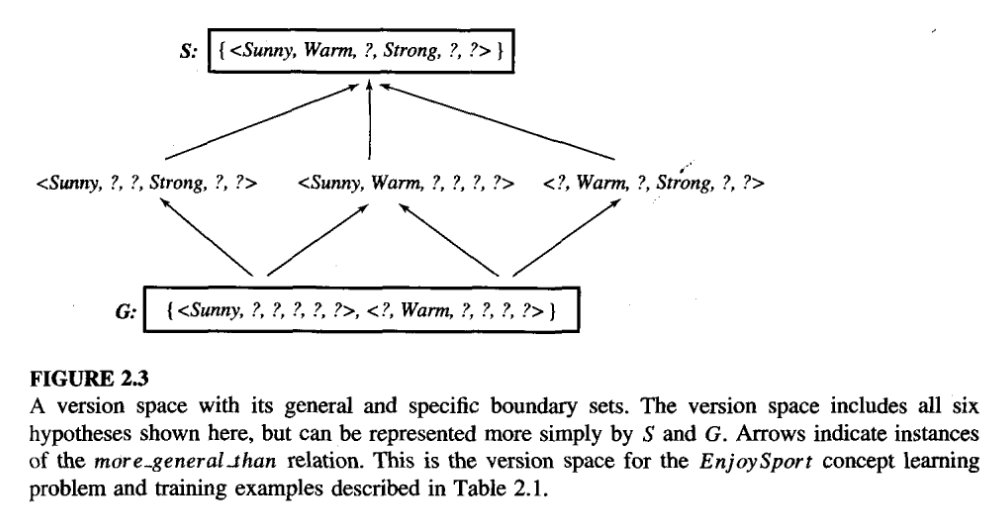 S: { <Sunny, Warm, ?, Strong, ?, ?> }
<Sunny, ?, ?, Strong, ?, ?> <Sunny, Warm, ?, ?, ?, ?> <?, Warm, ?, Strong, ?, ?>
G: { <Sunny, ?, ?, ?, ?, ?>, <?, Warm, ?, ?, ?, ?> }
FIGURE 2.3
A version space with its general and specific boundary sets. The version space includes all six
hypotheses shown here, but can be represented more simply by S and G. Arrows indicate instances
of the more_general_than relation. This is the version space for the EnjoySport concept learning
problem and training examples described in Table 2.1.